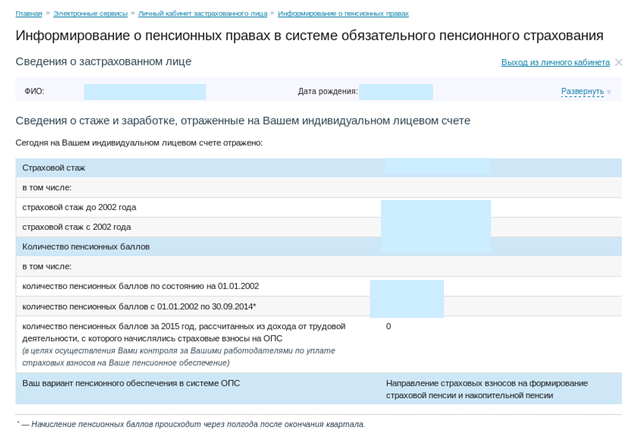 Главная » Электронные сервисы » Личный кабинет застрахованного лица » Информирование о пенсионных правах
Информирование о пенсионных правах в системе обязательного пенсионного страхования
Сведения о застрахованном лице
Выход из личного кабинета ×
ФИО: Дата рождения: Развернуть
Сведения о стаже и заработке, отраженные на Вашем индивидуальном лицевом счете
Сегодня на Вашем индивидуальном лицевом счете отражено:
Страховой стаж
в том числе:
страховой стаж до 2002 года
страховой стаж с 2002 года
Количество пенсионных баллов
в том числе:
количество пенсионных баллов по состоянию на 01.01.2002
количество пенсионных баллов с 01.01.2002 по 30.09.2014*
количество пенсионных баллов за 2015 год, рассчитанных из дохода от трудовой 0
деятельности, с которого начислялись страховые взносы на ОПС
(в целях осуществления Вами контроля за Вашими работодателями по уплате
страховых взносов на Ваше пенсионное обеспечение)
Ваш вариант пенсионного обеспечения в системе ОПС Направление страховых взносов на формирование
страховой пенсии и накопительной пенсии
* — Начисление пенсионных баллов происходит через полгода после окончания квартала.